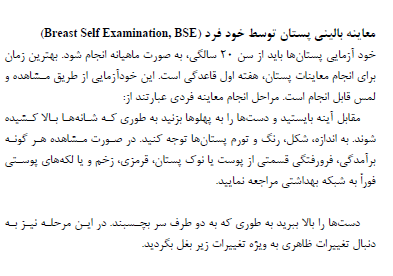 معاینه بالینی پستان توسط خود فرد (Breast Self Examination, BSE)
خود آزمایی پستان‌ها باید از سن ۲۰ سالگی، به صورت ماهیانه انجام شود. بهترین زمان
برای انجام معاینات پستان، هفته اول قاعدگی است. این خودآزمایی از طریق مشاهده و
لمس قابل انجام است. مراحل انجام معاینه فردی عبارتند از:
مقابل آینه بایستید و دست‌ها را به پهلوها بزنید به طوری که شانه‌ها بالا کشیده
شوند. به اندازه، شکل، رنگ و تورم پستان‌ها توجه کنید. در صورت مشاهده هر گونه
برآمدگی، فرورفتگی قسمتی از پوست یا نوک پستان، قرمزی، زخم و یا لکه‌های پوستی
فوراً به شبکه بهداشتی مراجعه نمایید.
دست‌ها را بالا ببرید به طوری که به دو طرف سر بچسبند. در این مرحله نیز به
دنبال تغییرات ظاهری به ویژه تغییرات زیر بغل بگردید.